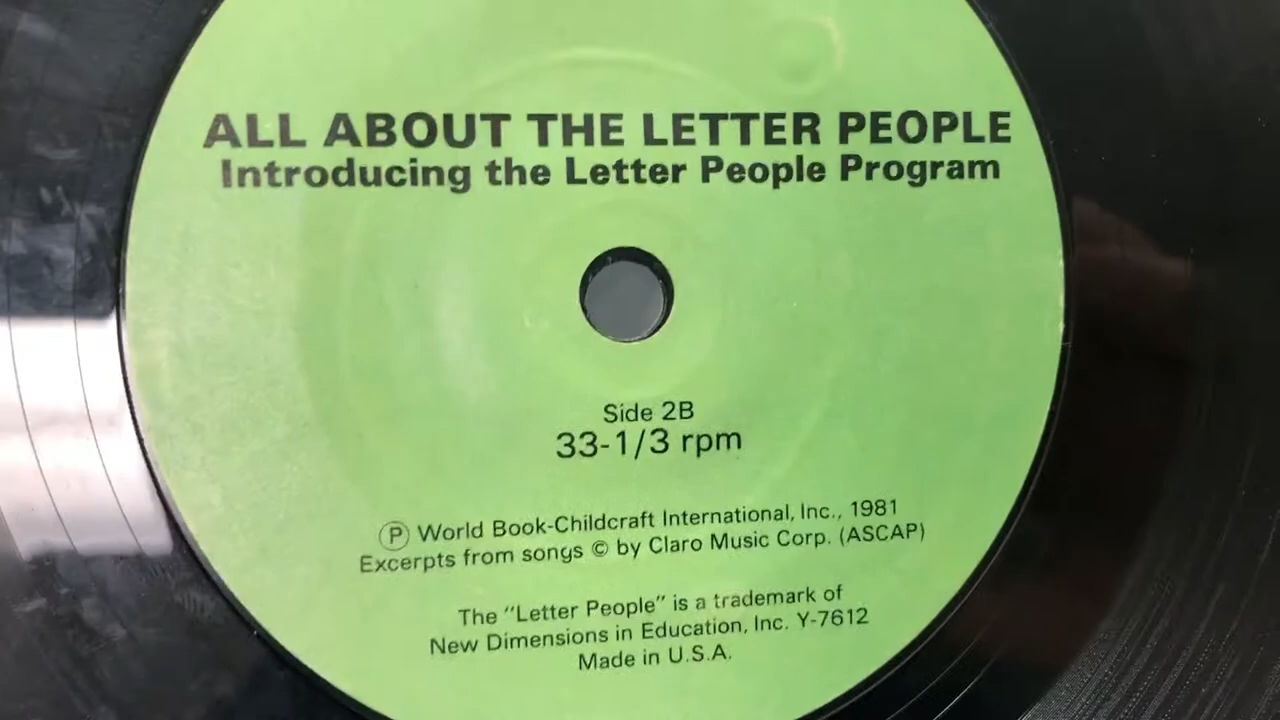 ALL ABOUT THE LETTER PEOPLE
Introducing the Letter People Program
Side 2B
33-1/3 rpm
Ⓟ World Book-Childcraft International, Inc., 1981
Excerpts from songs © by Claro Music Corp. (ASCAP)
The "Letter People" is a trademark of
New Dimensions in Education, Inc. Y-7612
Made in U.S.A.